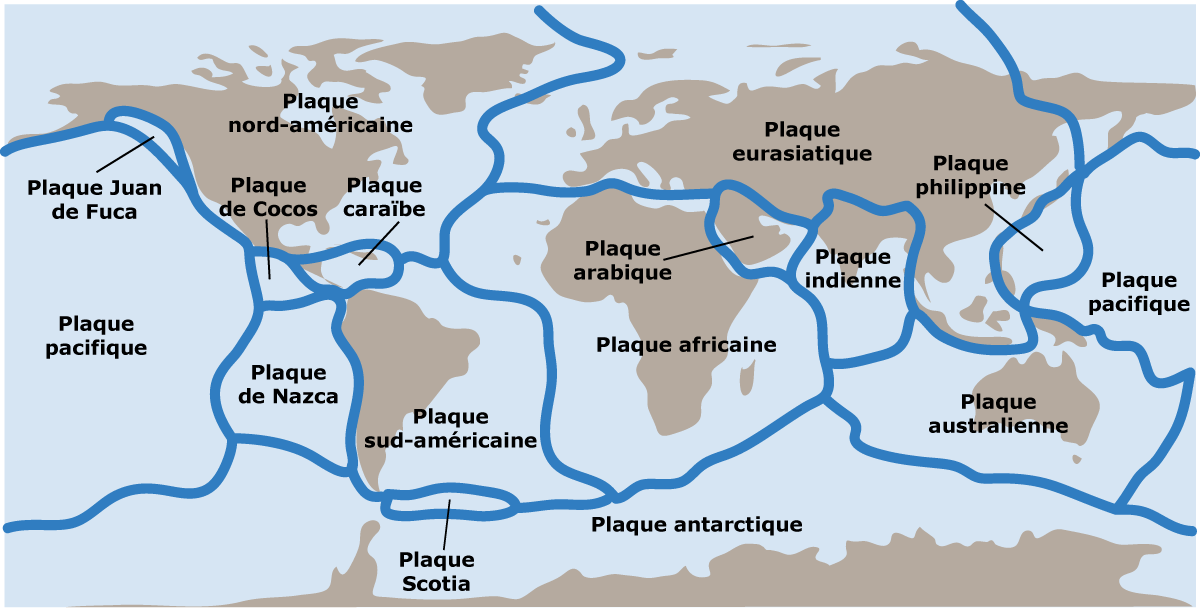 Plaque
nord-américaine
Plaque Juan
de Fuca
Plaque
de Cocos
Plaque
caraïbe
Plaque
eurasiatique
Plaque
philippine
Plaque
arabique
Plaque
indienne
Plaque
pacifique
Plaque
pacifique
Plaque africaine
Plaque
de Nazca
Plaque
sud-américaine
Plaque
australienne
Plaque antarctique
Plaque
Scotia